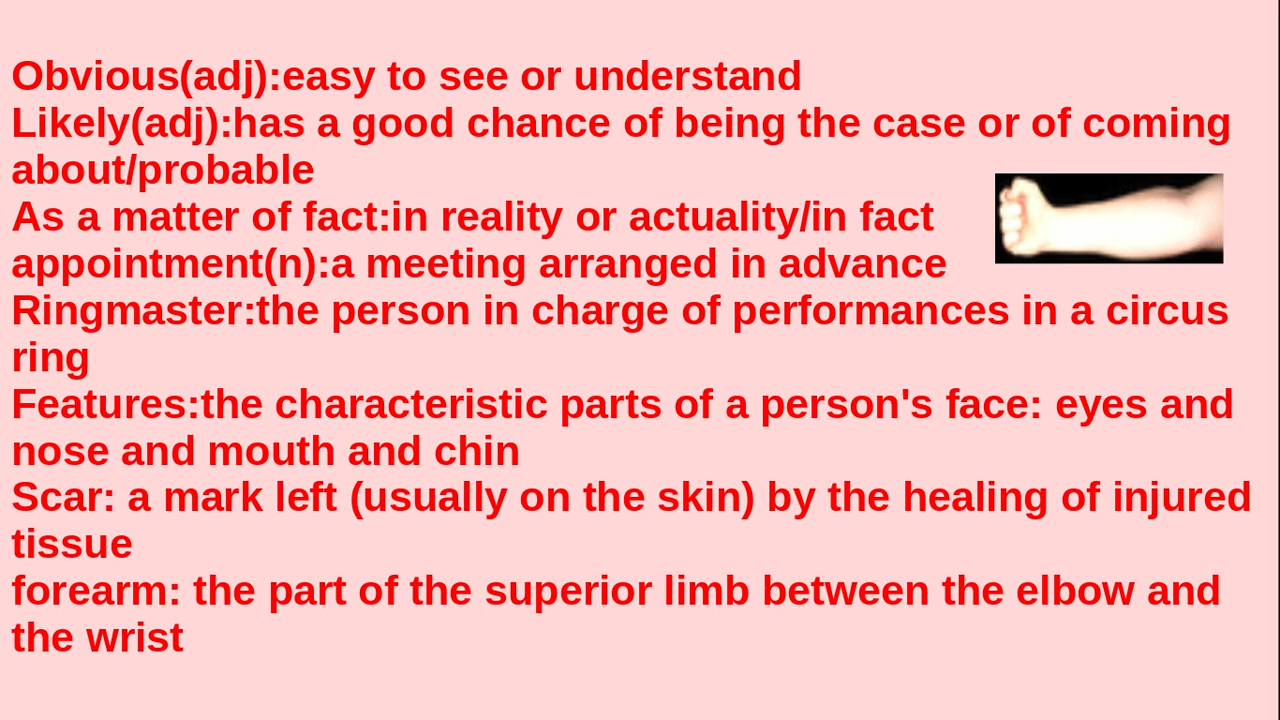 Obvious(adj):easy to see or understand
Likely(adj):has a good chance of being the case or of coming
about/probable
As a matter of fact:in reality or actuality/in fact
appointment(n):a meeting arranged in advance
Ringmaster:the person in charge of performances in a circus
ring
Features:the characteristic parts of a person's face: eyes and
nose and mouth and chin
Scar: a mark left (usually on the skin) by the healing of injured
tissue
forearm: the part of the superior limb between the elbow and
the wrist